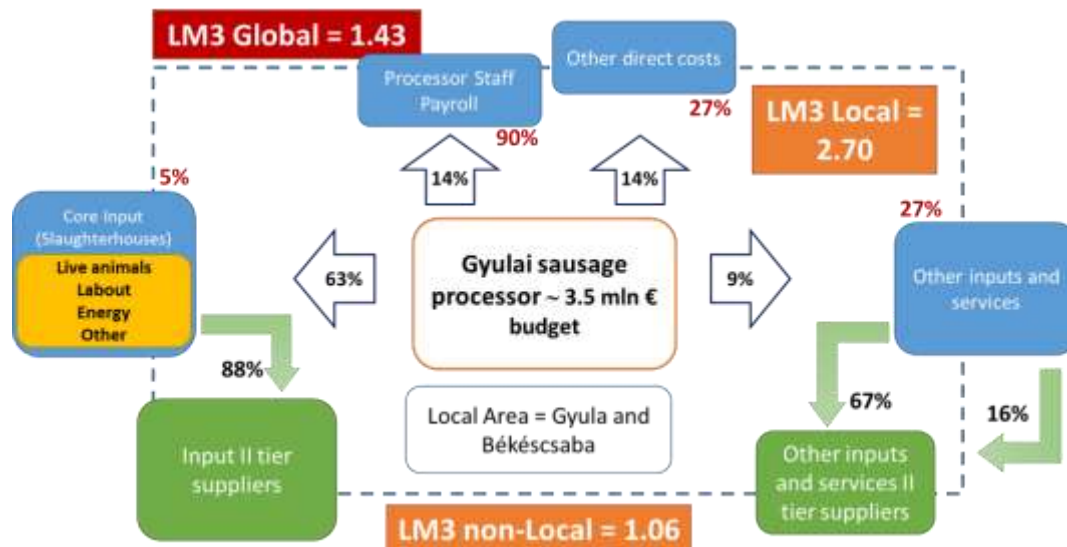 LM3 Global = 1.43
Processor Staff
Payroll
90%
Other direct costs
27%
LM3 Local =
2.70
14%
14%
5%
Core Input
(Slaughterhouses)
Live animals
Labout
Energy
Other
63%
Gyulai sausage
processor ~ 3.5 mln €
budget
9%
27%
Other inputs and
services
88%
Input II tier
suppliers
Local Area = Gyula and
Békéscsaba
67%
16%
Other inputs
and services II
tier suppliers
LM3 non-Local = 1.06